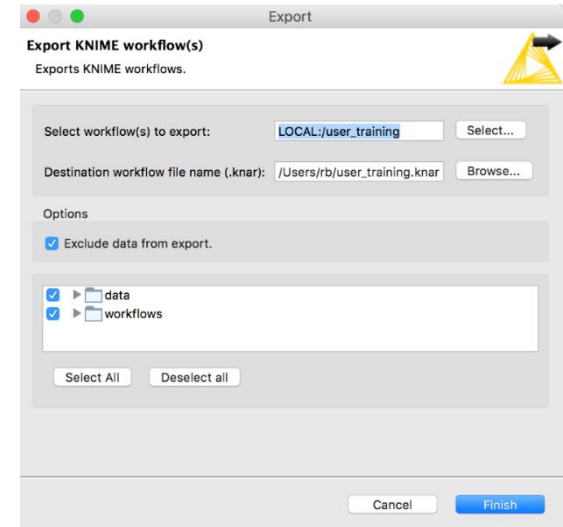 Export
Export KNIME workflow(s)
Exports KNIME workflows.
Select workflow(s) to export: LOCAL:/user_training Select...
Destination workflow file name (.knar): /Users/rb/user_training.knar Browse...
Options
Exclude data from export.
data
workflows
Select All Deselect all
Cancel Finish